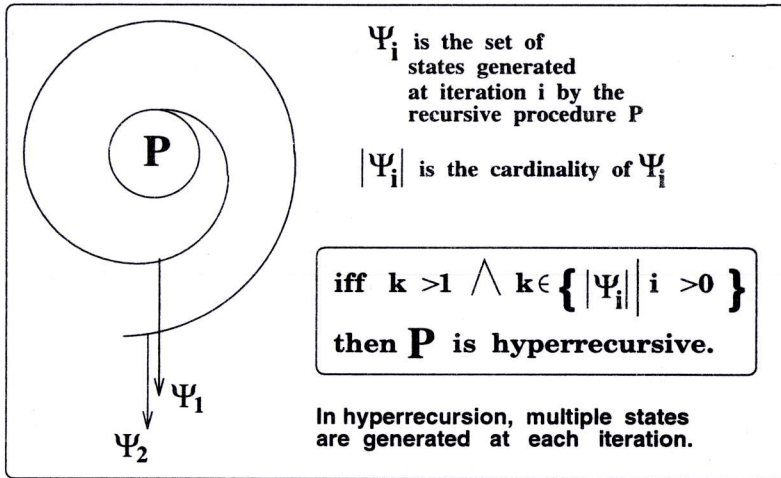 P
Ψ1
Ψ2
Ψi is the set of
states generated
at iteration i by the
recursive procedure P
|Ψi| is the cardinality of Ψi
iff k >1 ⋀ k∈{ |Ψi| | i >0 }
then P is hyperrecursive.
In hyperrecursion, multiple states
are generated at each iteration.